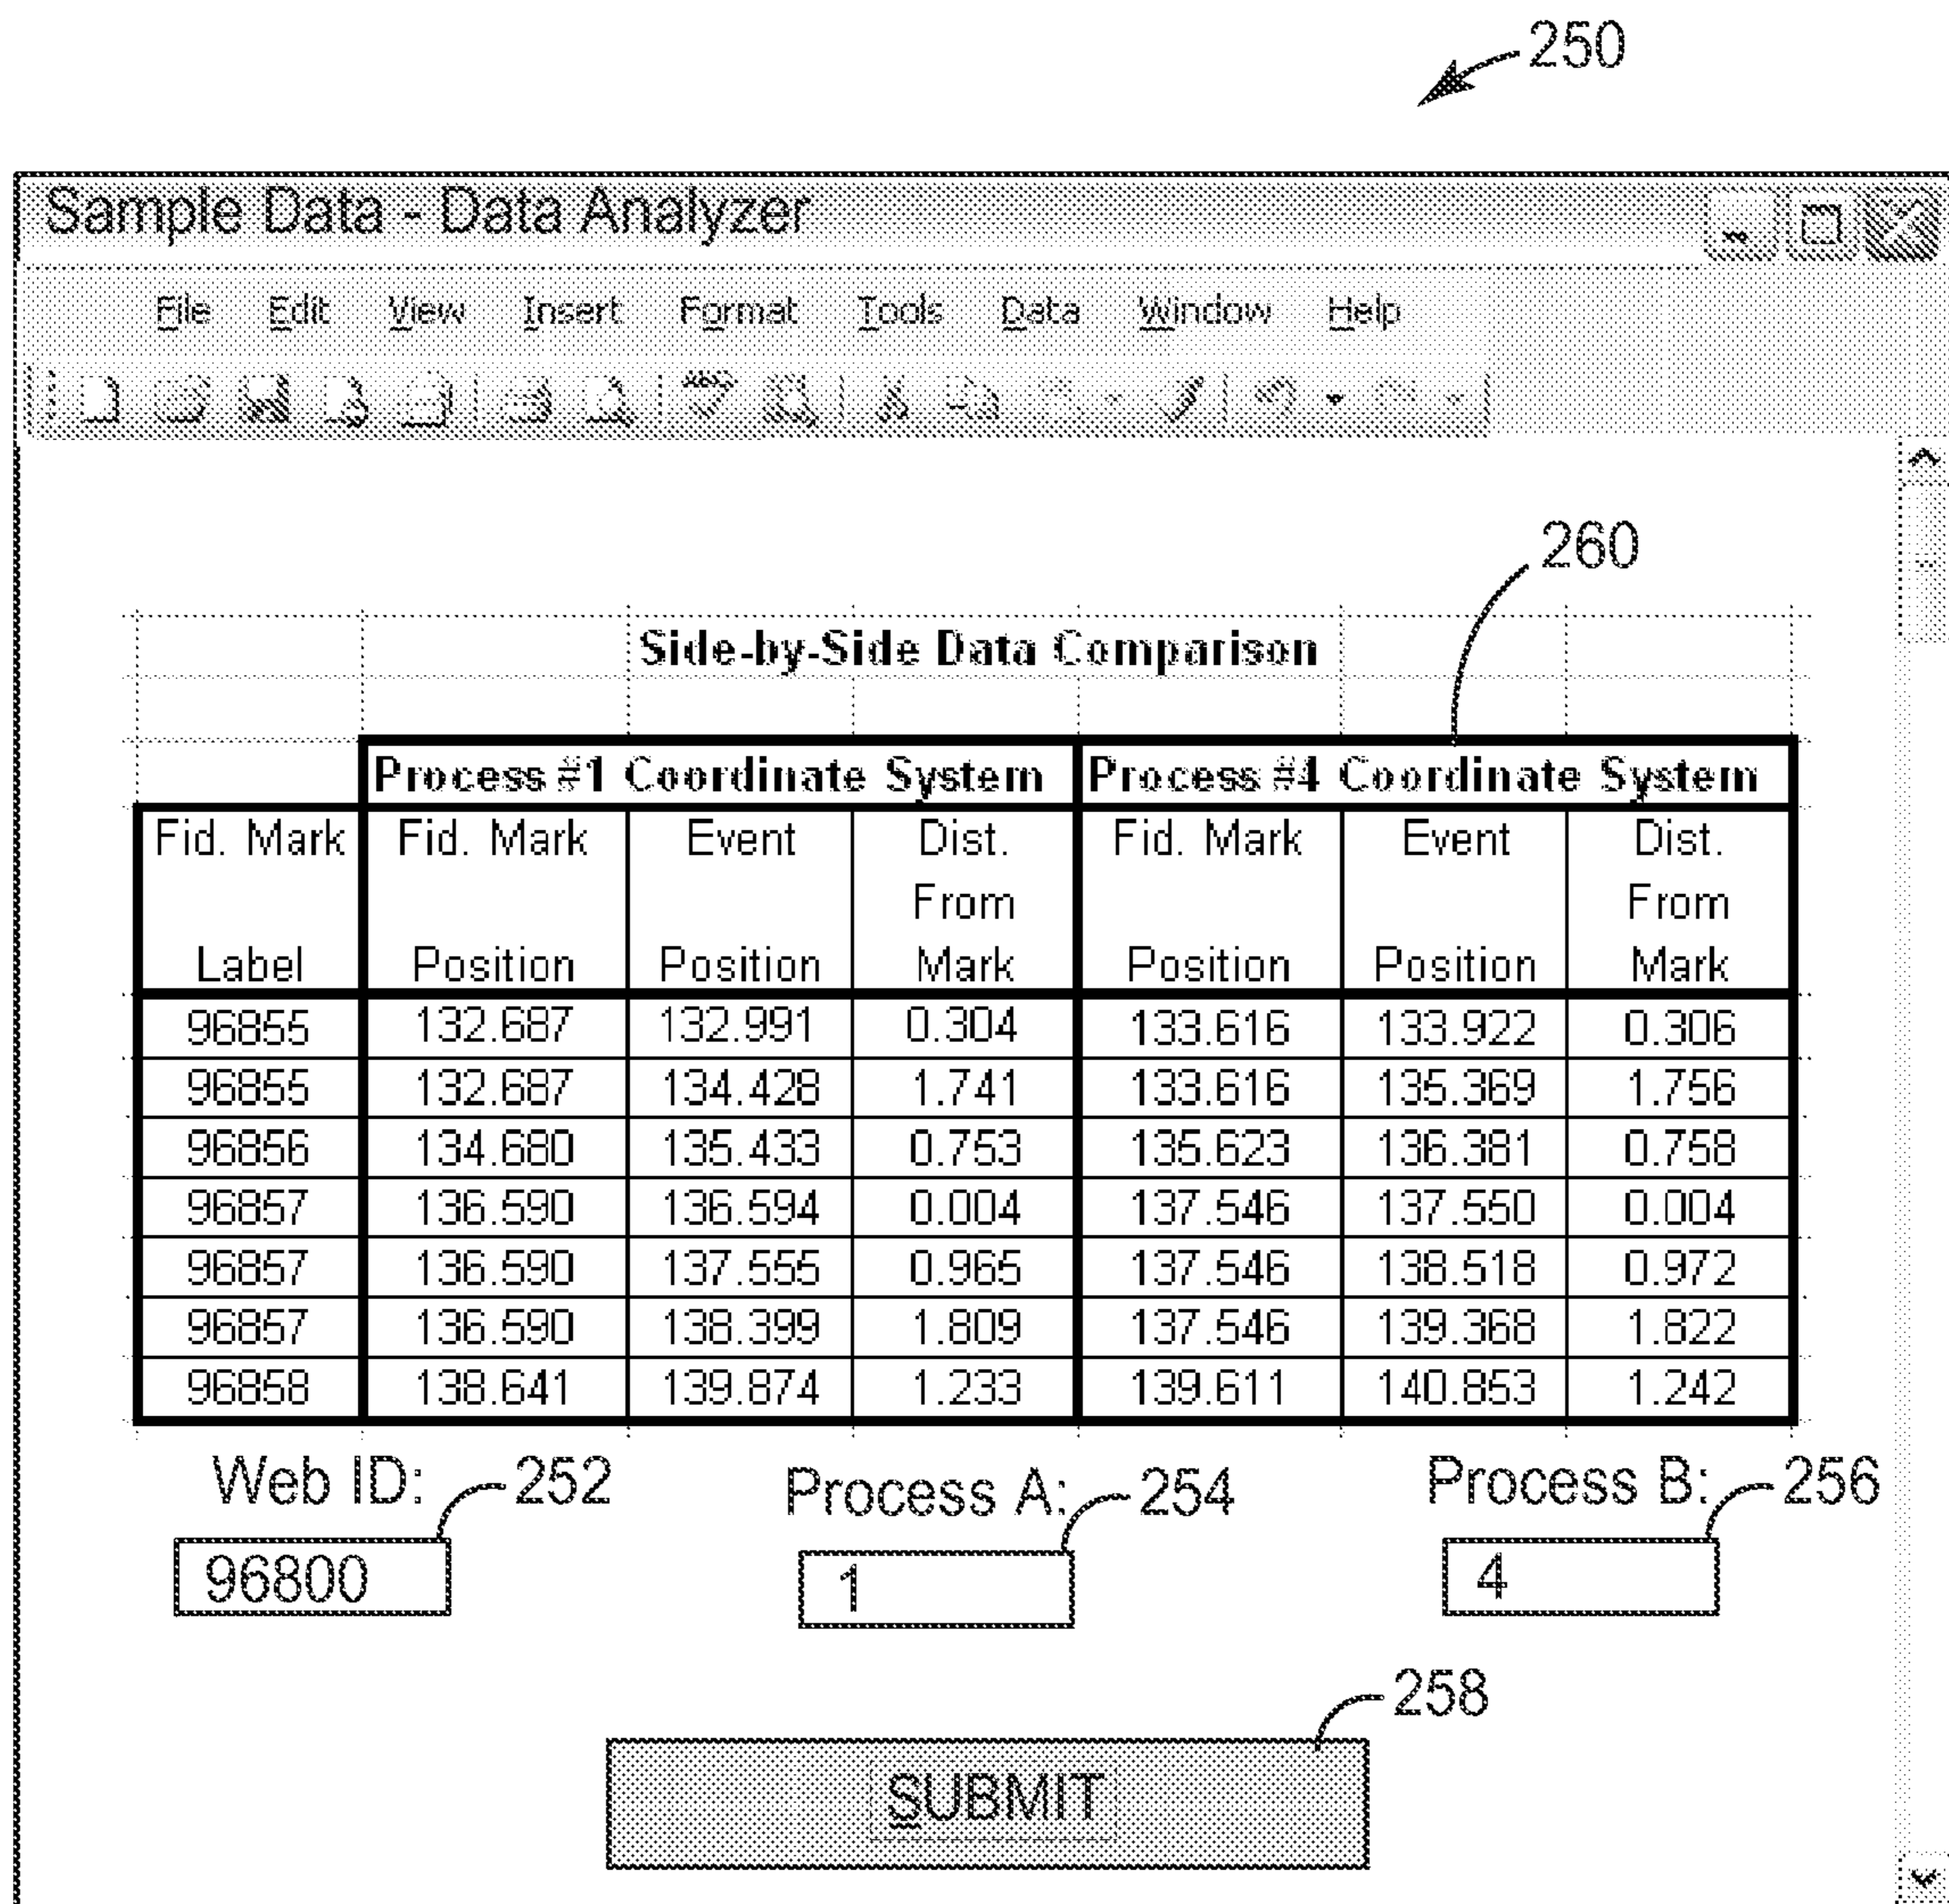 250
Sample Data - Data Analyzer
File Edit View Insert Format Tools Data Window Help
260
Side-by-Side Data Comparison
Process #1 Coordinate System Process #4 Coordinate System
Fid. Mark Fid. Mark Event Dist. Fid. Mark Event Dist.
From From
Label Position Position Mark Position Position Mark
96855 132.687 132.991 0.304 133.616 133.922 0.306
96855 132.687 134.428 1.741 133.616 135.369 1.756
96856 134.680 135.433 0.753 135.623 136.381 0.758
96857 136.590 136.594 0.004 137.546 137.550 0.004
96857 136.590 137.555 0.965 137.546 138.518 0.972
96857 136.590 138.399 1.809 137.546 139.368 1.822
96858 138.641 139.874 1.233 139.611 140.853 1.242
Web ID: 252 Process A: 254 Process B: 256
96800 1 4
258
SUBMIT